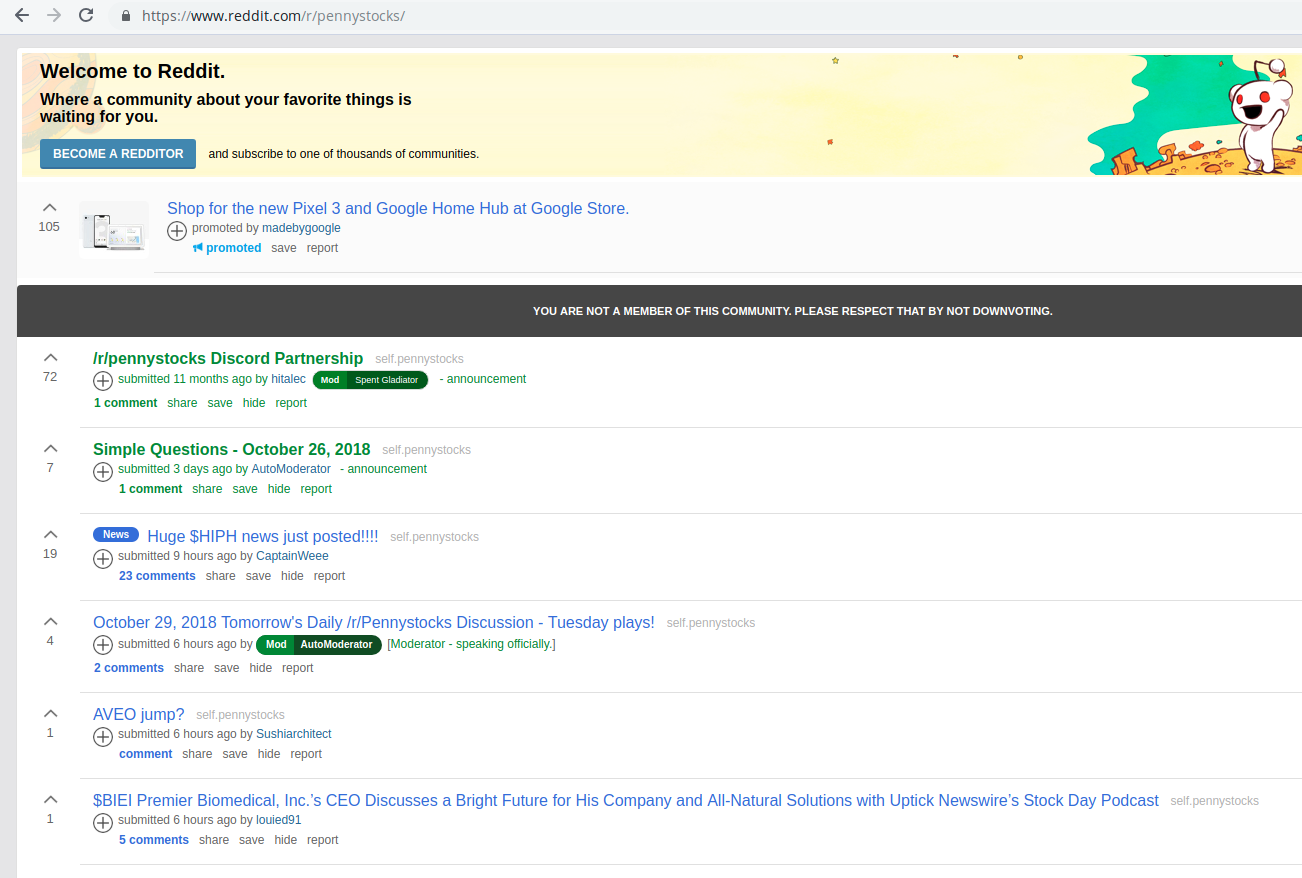 https://www.reddit.com/r/pennystocks/
Welcome to Reddit.
Where a community about your favorite things is
waiting for you.
BECOME A REDDITOR and subscribe to one of thousands of communities.
105
Shop for the new Pixel 3 and Google Home Hub at Google Store.
promoted by madebygoogle
promoted save report
YOU ARE NOT A MEMBER OF THIS COMMUNITY. PLEASE RESPECT THAT BY NOT DOWNVOTING.
/r/pennystocks Discord Partnership self.pennystocks
72
submitted 11 months ago by hitalec Mod Spent Gladiator - announcement
1 comment share save hide report
Simple Questions - October 26, 2018 self.pennystocks
7
submitted 3 days ago by AutoModerator - announcement
1 comment share save hide report
News Huge $HIPH news just posted!!!! self.pennystocks
19
submitted 9 hours ago by CaptainWeee
23 comments share save hide report
October 29, 2018 Tomorrow's Daily /r/Pennystocks Discussion - Tuesday plays! self.pennystocks
4
submitted 6 hours ago by Mod AutoModerator [Moderator - speaking officially.]
2 comments share save hide report
AVEO jump? self.pennystocks
1
submitted 6 hours ago by Sushiarchitect
comment share save hide report
$BIEI Premier Biomedical, Inc.’s CEO Discusses a Bright Future for His Company and All-Natural Solutions with Uptick Newswire’s Stock Day Podcast self.pennystocks
1
submitted 6 hours ago by louied91
5 comments share save hide report